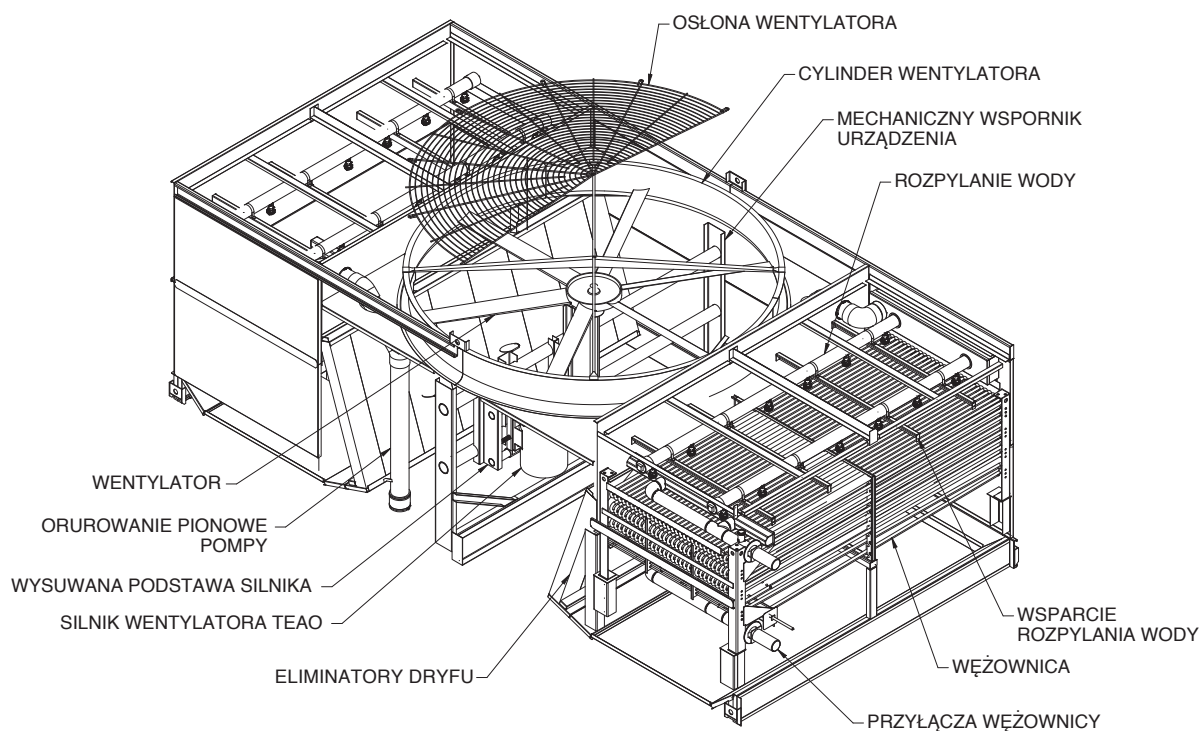 OSŁONA WENTYLATORA
CYLINDER WENTYLATORA
MECHANICZNY WSPORNIK
URZĄDZENIA
ROZPYLANIE WODY
WENTYLATOR
ORUROWANIE PIONOWE
POMPY
WYSUWANA PODSTAWA SILNIKA
SILNIK WENTYLATORA TEAO
ELIMINATORY DRYFU
WSPARCIE
ROZPYLANIA WODY
WĘŻOWNICA
PRZYŁĄCZA WĘŻOWNICY